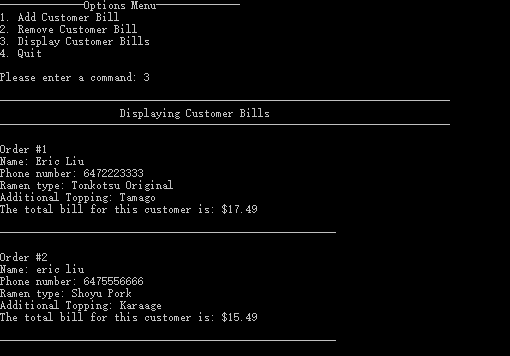 Options Menu
1. Add Customer Bill
2. Remove Customer Bill
3. Display Customer Bills
4. Quit
Please enter a command: 3
Displaying Customer Bills
Order #1
Name: Eric Liu
Phone number: 6472223333
Ramen type: Tonkotsu Original
Additional Topping: Tamago
The total bill for this customer is: $17.49
Order #2
Name: eric liu
Phone number: 6475556666
Ramen type: Shoyu Pork
Additional Topping: Karaage
The total bill for this customer is: $15.49